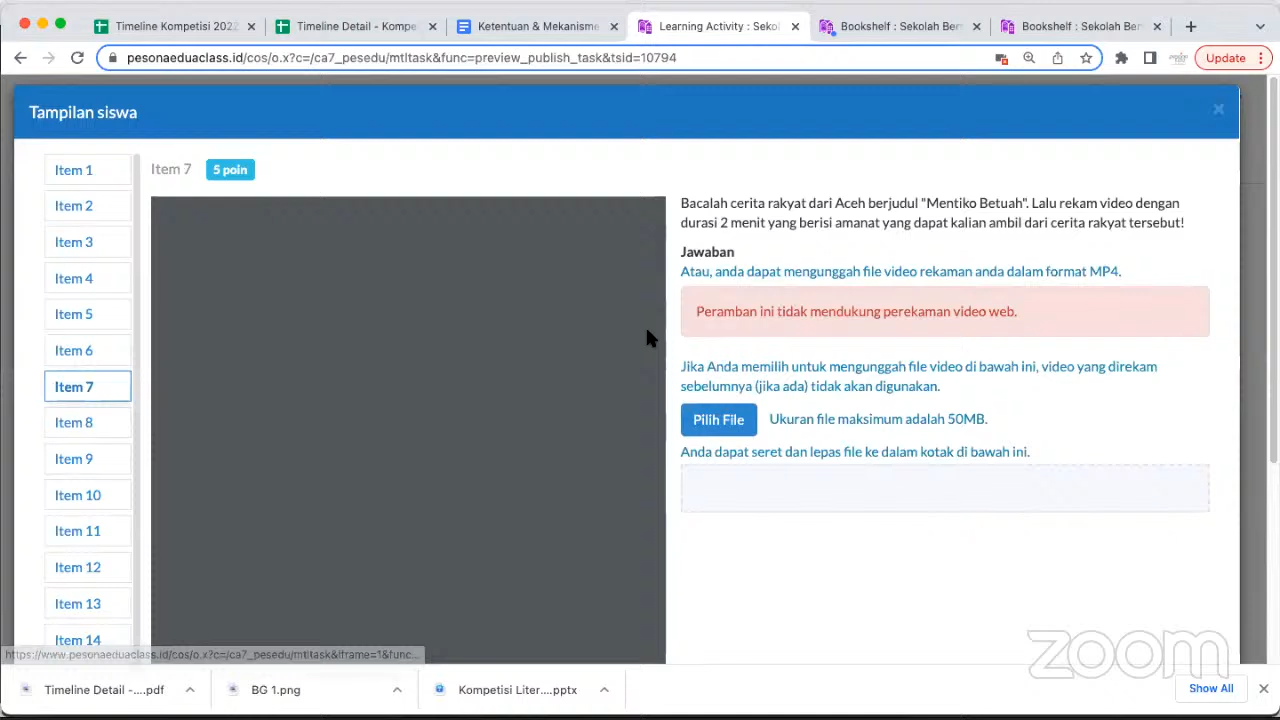 Timeline Kompetisi 2022
Timeline Detail - Kompe
Ketentuan & Mekanisme
Learning Activity : Sekol
Bookshelf : Sekolah Ber
Bookshelf : Sekolah Ber
pesonaeduaclass.id/cos/o.x?c=/ca7_pesedu/mtltask&func=preview_publish_task&tsid=10794
Update
Tampilan siswa
Item 1
Item 2
Item 3
Item 4
Item 5
Item 6
Item 7
Item 8
Item 9
Item 10
Item 11
Item 12
Item 13
Item 14
Item 7
5 poin
Bacalah cerita rakyat dari Aceh berjudul "Mentiko Betuah". Lalu rekam video dengan
durasi 2 menit yang berisi amanat yang dapat kalian ambil dari cerita rakyat tersebut!
Jawaban
Atau, anda dapat mengunggah file video rekaman anda dalam format MP4.
Peramban ini tidak mendukung perekaman video web.
Jika Anda memilih untuk mengunggah file video di bawah ini, video yang direkam
sebelumnya (jika ada) tidak akan digunakan.
Pilih File
Ukuran file maksimum adalah 50MB.
Anda dapat seret dan lepas file ke dalam kotak di bawah ini.
https://www.pesonaeduaclass.id/cos/o.x?c=/ca7_pesedu/mtltask&iframe=1&func...
zoom
Timeline Detail -....pdf
BG 1.png
Kompetisi Liter....pptx
Show All